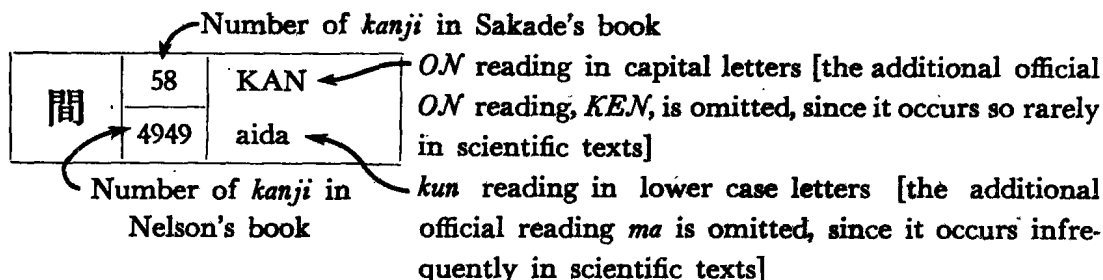 Number of kanji in Sakade's book
間
58
KAN
4949
aida
ON reading in capital letters [the additional official
ON reading, KEN, is omitted, since it occurs so rarely
in scientific texts]
Number of kanji in
Nelson's book
kun reading in lower case letters [the additional
official reading ma is omitted, since it occurs infre-
quently in scientific texts]